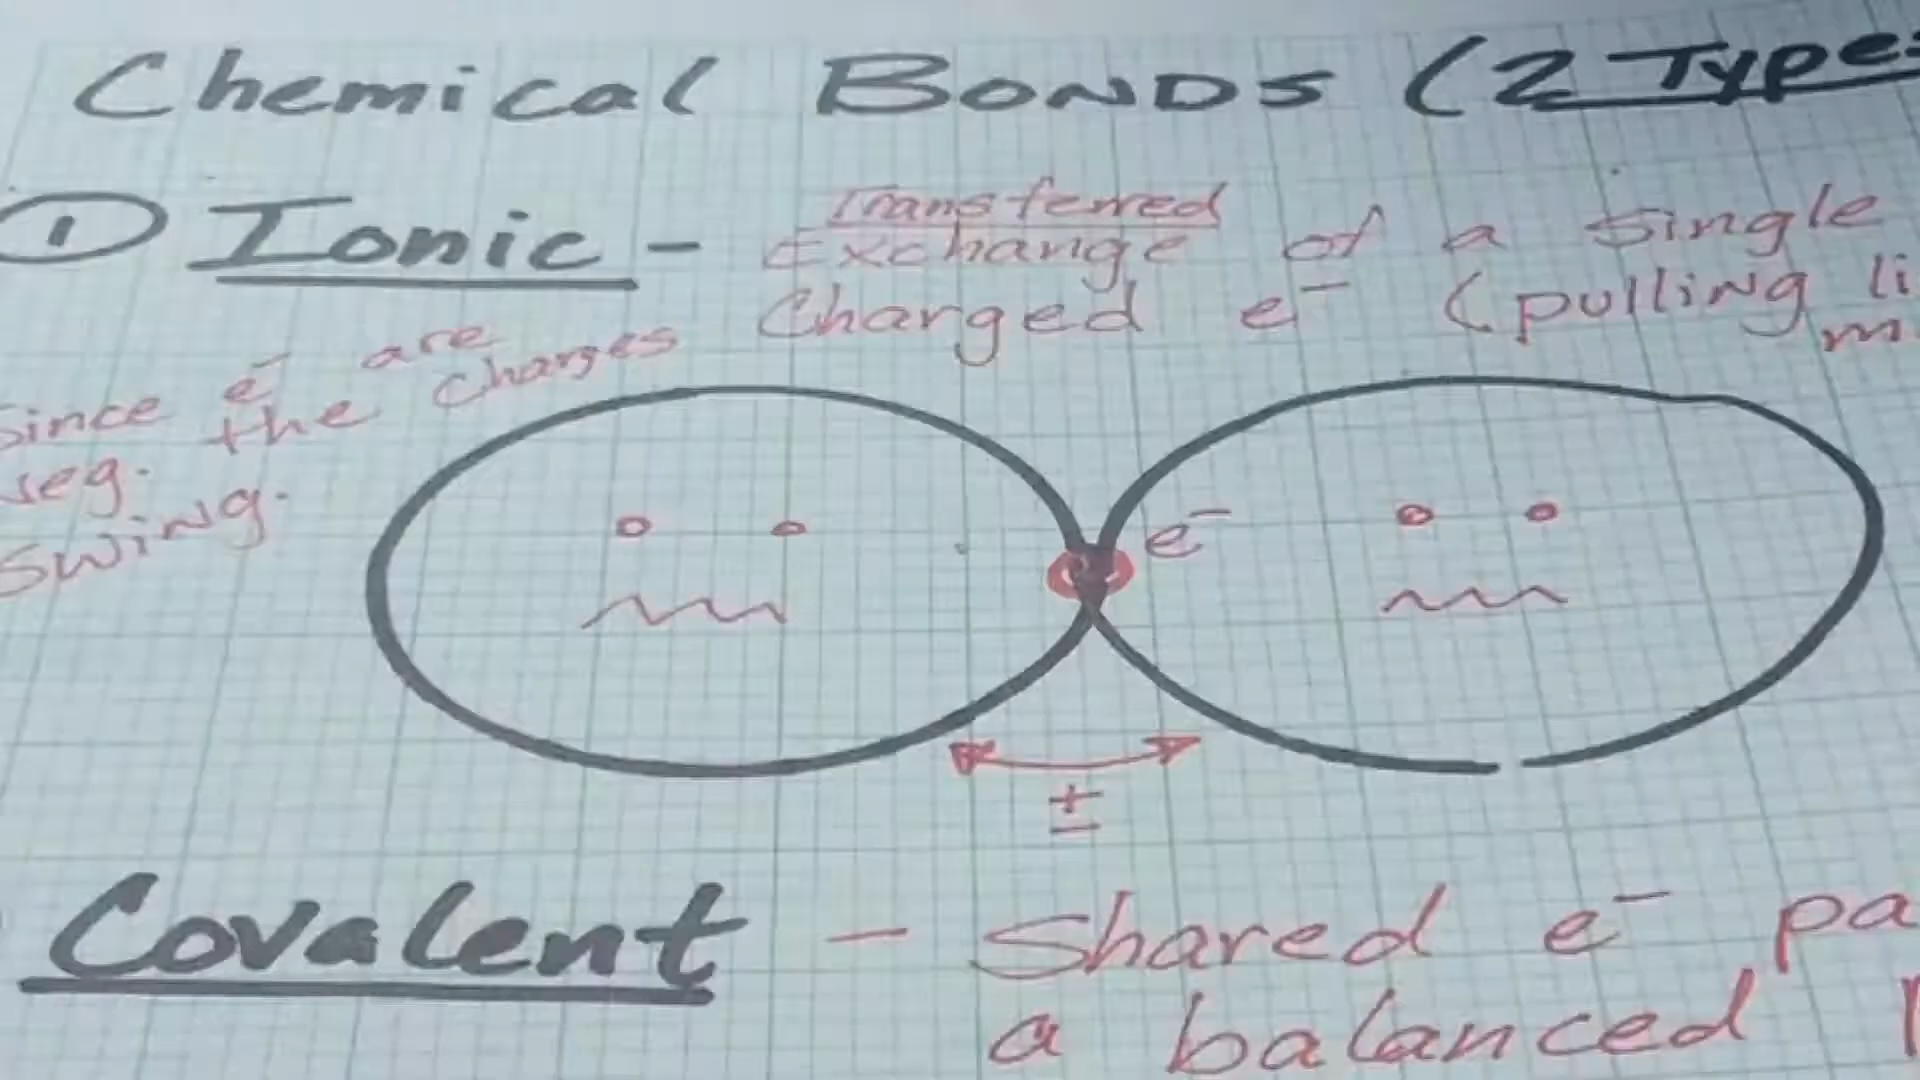 Chemical Bonds (2 Types
1 Ionic - Transferred
Exchange of a single
Charged e⁻ (pulling li
m
Since e⁻ are
neg. the charges
swing.
e⁻
±
Covalent - Shared e⁻ pa
a balanced